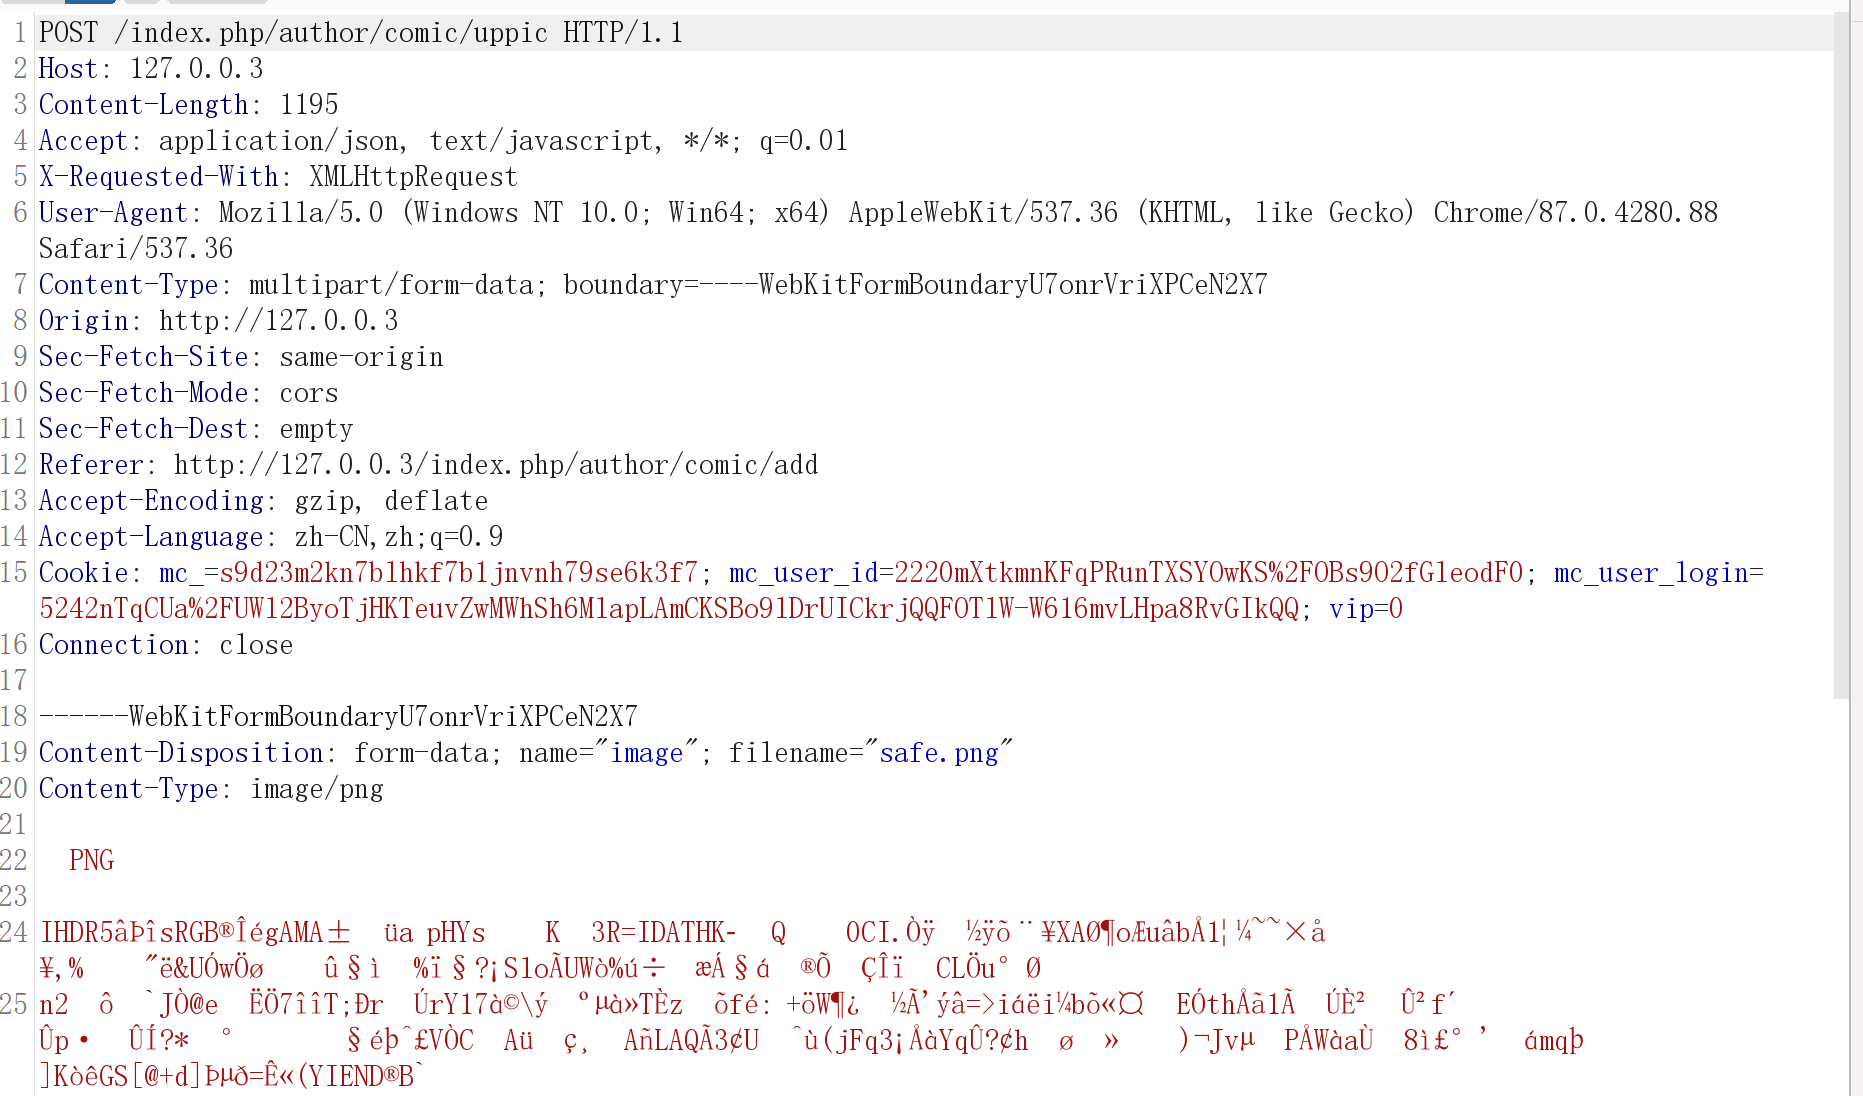 1 POST /index.php/author/comic/uppic HTTP/1.1
2 Host: 127.0.0.3
3 Content-Length: 1195
4 Accept: application/json, text/javascript, */*; q=0.01
5 X-Requested-With: XMLHttpRequest
6 User-Agent: Mozilla/5.0 (Windows NT 10.0; Win64; x64) AppleWebKit/537.36 (KHTML, like Gecko) Chrome/87.0.4280.88
Safari/537.36
7 Content-Type: multipart/form-data; boundary=----WebKitFormBoundaryU7onrVriXPCeN2X7
8 Origin: http://127.0.0.3
9 Sec-Fetch-Site: same-origin
10 Sec-Fetch-Mode: cors
11 Sec-Fetch-Dest: empty
12 Referer: http://127.0.0.3/index.php/author/comic/add
13 Accept-Encoding: gzip, deflate
14 Accept-Language: zh-CN,zh;q=0.9
15 Cookie: mc_=s9d23m2kn7blhkf7b1jnvnh79se6k3f7; mc_user_id=2220mXtkmnKFqPRunTXSYOwKS%2FOBs9O2fGleodF0; mc_user_login=
5242nTqCUa%2FUW12ByoTjHKTeuvZwMWhSh6MlapLAmCKSBo9lDrUICkrjQQFOT1W-W616mvLHpa8RvGIkQQ; vip=0
16 Connection: close
17
18 ------WebKitFormBoundaryU7onrVriXPCeN2X7
19 Content-Disposition: form-data; name="image"; filename="safe.png"
20 Content-Type: image/png
21
22 PNG
23
24 IHDR5âÞîsRGB®ÎégAMA± üa pHYs K 3R=IDATHK- Q 0CI.Òÿ ½ÿõ¨¥XAØ¶oÆuâbÅ1¦¼~~×å
¥,% ˝ë&UÓwÖø û§ì %ï§?¡SloÃUWò%ú÷ æÁ§á ®Õ ÇÎï CLÖu° Ø
25 n2 ô `JÒ@e ËÖ7îîT;Ðr ÚrY17à©\ý ºµà»TÈz õfé:+öW¶¿ ½Ã'ýâ=>iáëi¼bõ«¤ EÓthÅãlÃ ÚÈ² Û²f´
Ûp· ÛÍ?* ° §éþ^£VÒC Aü ç¸ AñLAQÃ3¢U ^ù(jFq3¡ÅàYqÛ?¢h ø » )¬Jvµ PÅWàaÙ 8ì£°' ámqþ
]KòêGS[@+d]Þµð=Ê«(YIEND®B`